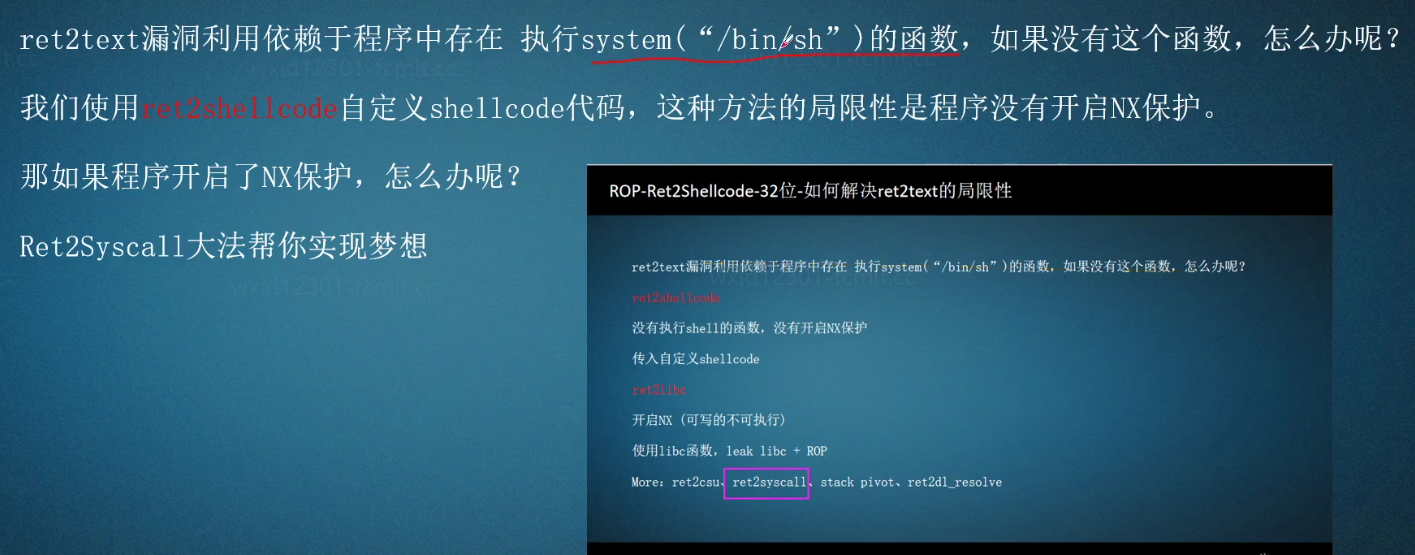 ret2text漏洞利用依赖于程序中存在 执行system(“/bin/sh”)的函数，如果没有这个函数，怎么办呢？
我们使用ret2shellcode自定义shellcode代码，这种方法的局限性是程序没有开启NX保护。
那如果程序开启了NX保护，怎么办呢？
Ret2Syscall大法帮你实现梦想
ROP-Ret2Shellcode-32位-如何解决ret2text的局限性
ret2text漏洞利用依赖于程序中存在 执行system(“/bin/sh”)的函数，如果没有这个函数，怎么办呢？
ret2shellcode
没有执行shell的函数，没有开启NX保护
传入自定义shellcode
ret2libc
开启NX（可写的不可执行）
使用libc函数，leak libc + ROP
More：ret2csu、ret2syscall、stack pivot、ret2dl_resolve